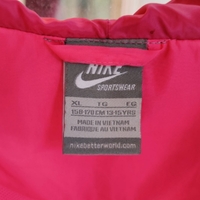 NIKE
SPORTSWEAR
XL TG EG
158-170 CM 13-15 YRS
MADE IN VIETNAM
FABRIQUÉ AU VIETNAM
nikebetterworld.com